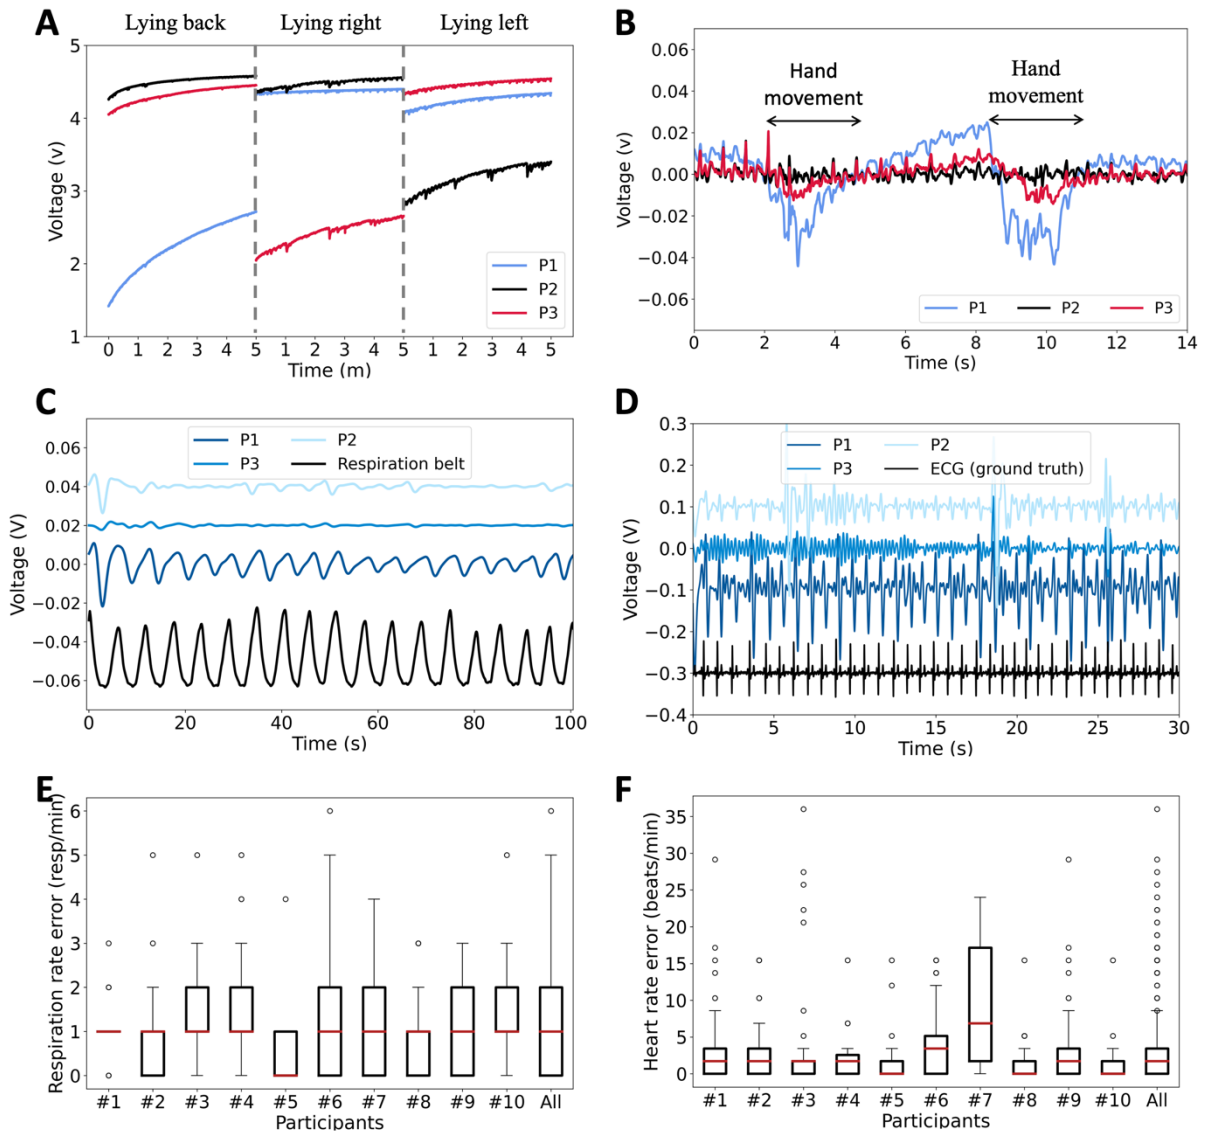 A
Lying back Lying right Lying left
5
4
3
2
1
Voltage (v)
P1
P2
P3
0 1 2 3 4 5 1 2 3 4 5 1 2 3 4 5
Time (m)
B
0.06
0.04
0.02
0.00
−0.02
−0.04
−0.06
Voltage (v)
Hand
movement
Hand
movement
P1 P2 P3
0 2 4 6 8 10 12 14
Time (s)
C
0.06
0.04
0.02
0.00
−0.02
−0.04
−0.06
Voltage (V)
P1 P2
P3 Respiration belt
0 20 40 60 80 100
Time (s)
D
0.3
0.2
0.1
0.0
−0.1
−0.2
−0.3
−0.4
Voltage (V)
P1 P2
P3 ECG (ground truth)
0 5 10 15 20 25 30
Time (s)
E
6
5
4
3
2
1
0
Respiration rate error (resp/min)
#1 #2 #3 #4 #5 #6 #7 #8 #9 #10 All
Participants
F
35
30
25
20
15
10
5
0
Heart rate error (beats/min)
#1 #2 #3 #4 #5 #6 #7 #8 #9 #10 All
Participants